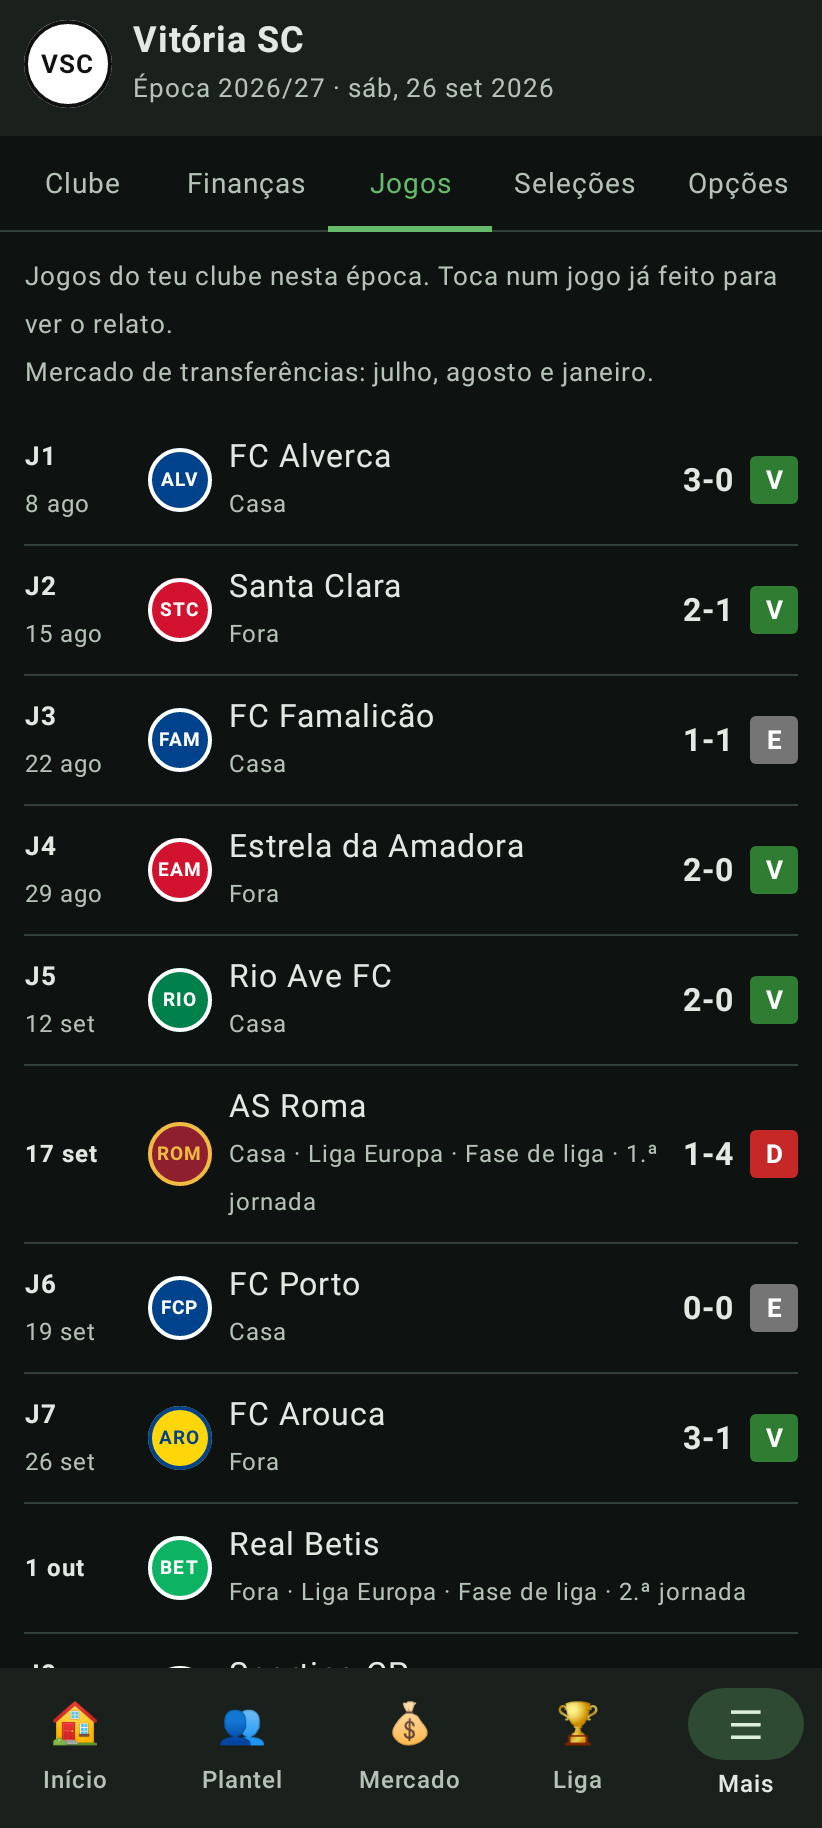 VSC
Vitória SC
Época 2026/27 · sáb, 26 set 2026
Clube Finanças Jogos Seleções Opções
Jogos do teu clube nesta época. Toca num jogo já feito para
ver o relato.
Mercado de transferências: julho, agosto e janeiro.
J1
8 ago
ALV
FC Alverca
Casa
3-0 V
J2
15 ago
STC
Santa Clara
Fora
2-1 V
J3
22 ago
FAM
FC Famalicão
Casa
1-1 E
J4
29 ago
EAM
Estrela da Amadora
Fora
2-0 V
J5
12 set
RIO
Rio Ave FC
Casa
2-0 V
17 set
ROM
AS Roma
Casa · Liga Europa · Fase de liga · 1.ª
jornada
1-4 D
J6
19 set
FCP
FC Porto
Casa
0-0 E
J7
26 set
ARO
FC Arouca
Fora
3-1 V
1 out
BET
Real Betis
Fora · Liga Europa · Fase de liga · 2.ª jornada
Início Plantel Mercado Liga Mais